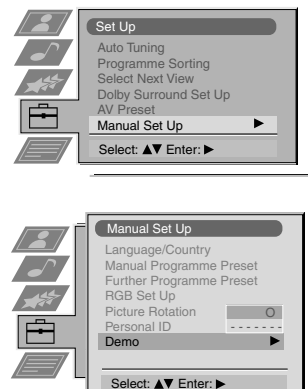 Set Up
Auto Tuning
Programme Sorting
Select Next View
Dolby Surround Set Up
AV Preset
Manual Set Up ▶
Select: ▲▼ Enter: ▶
Manual Set Up
Language/Country
Manual Programme Preset
Further Programme Preset
RGB Set Up
Picture Rotation O
Personal ID - - - - - - -
Demo ▶
Select: ▲▼ Enter: ▶